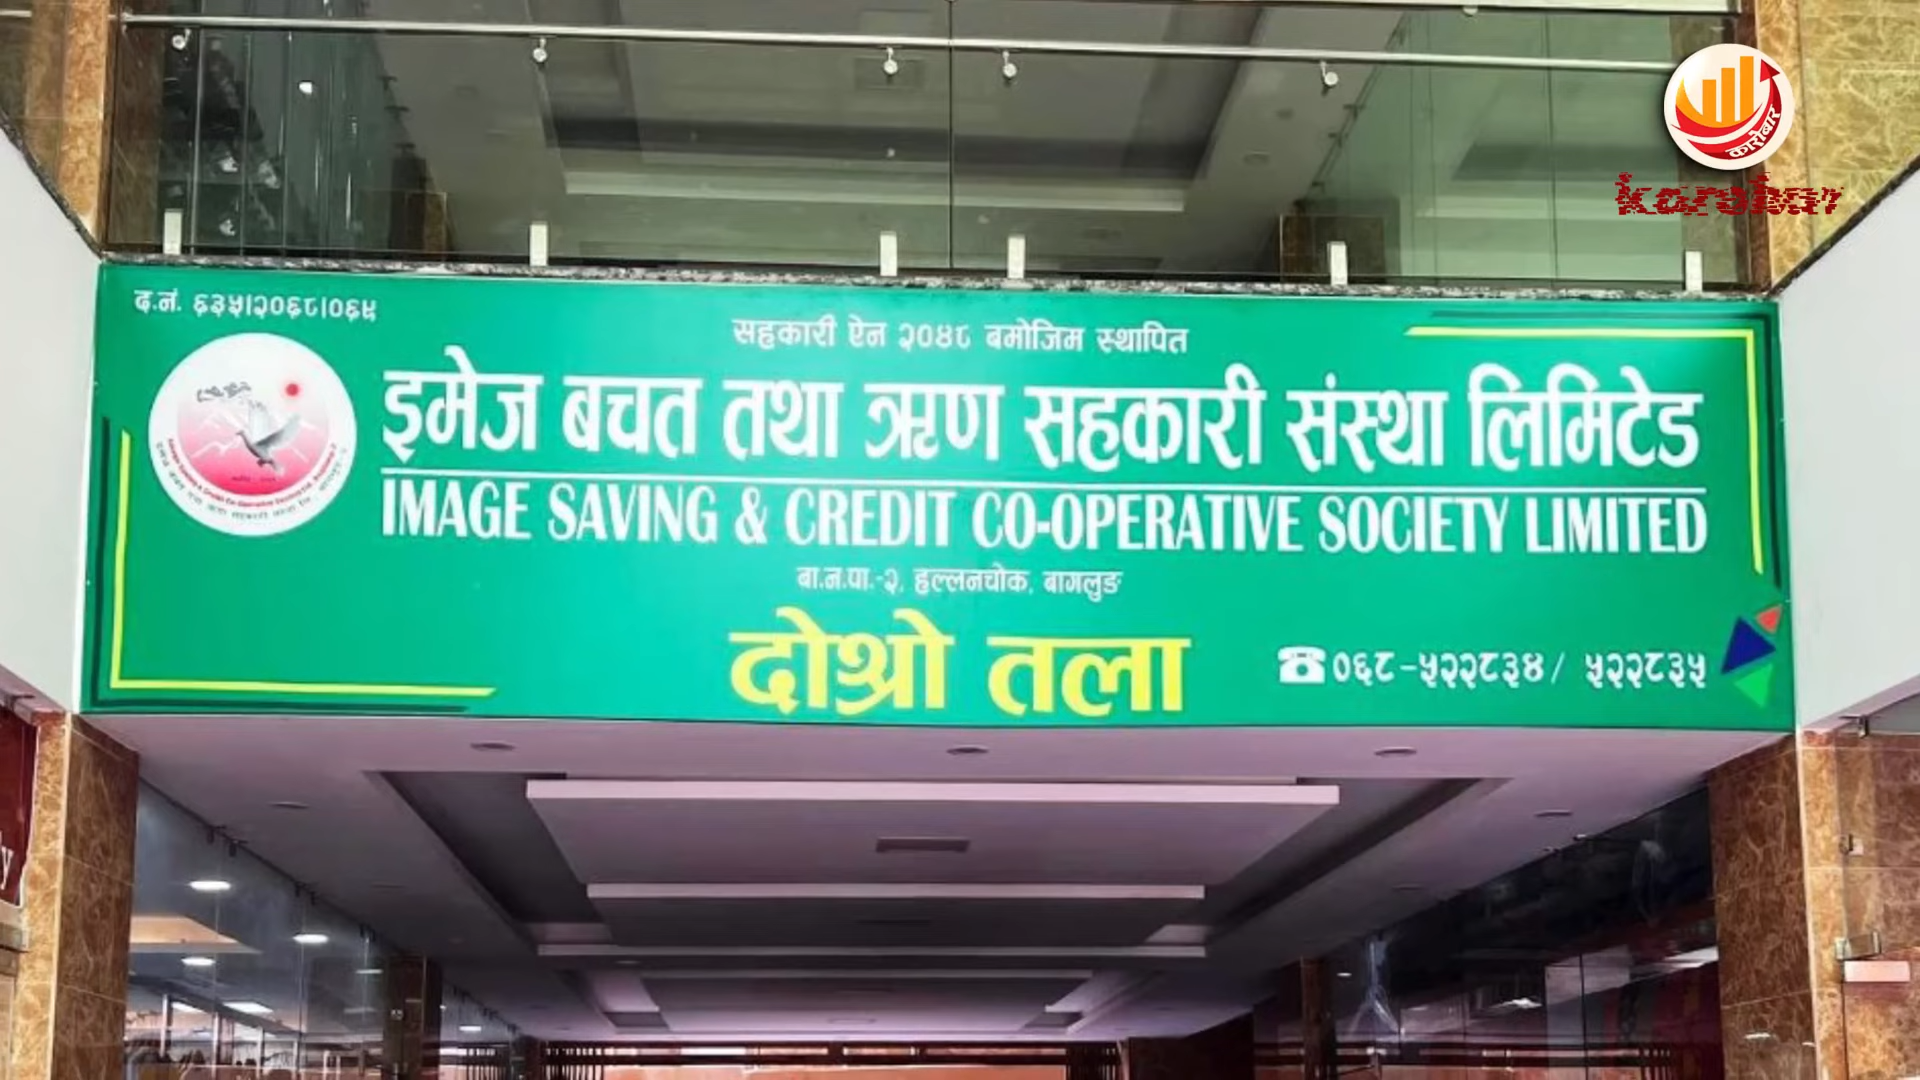 कारोबार
karobar
द.नं. ६३५।२०६८।०६५
सहकारी ऐन २०४८ बमोजिम स्थापित
इमेज बचत तथा ऋण सहकारी संस्था लिमिटेड
IMAGE SAVING & CREDIT CO-OPERATIVE SOCIETY LIMITED
बा.न.पा.-२, हल्लनचोक, बागलुङ
दोश्रो तला
☎ ०६८-५२२८३४/ ५२२८३५